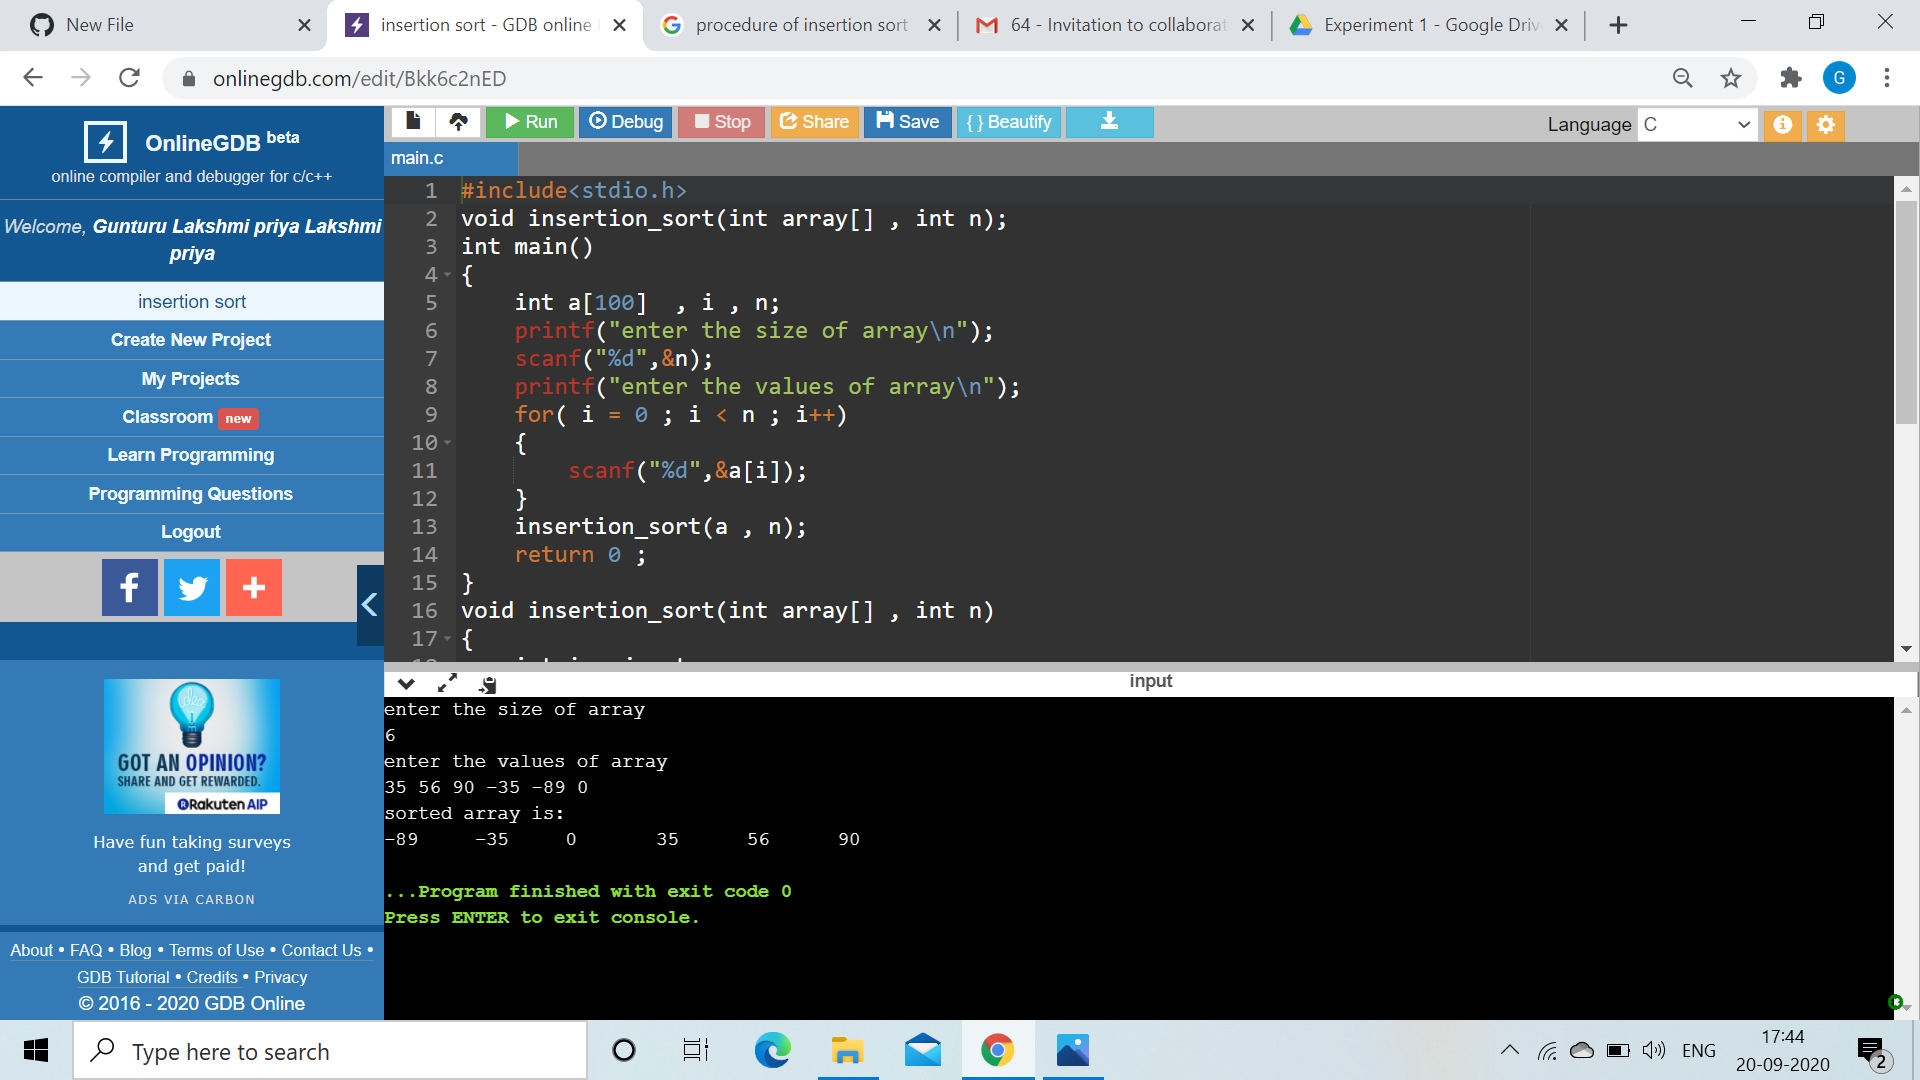 New File
insertion sort - GDB online
procedure of insertion sort
64 - Invitation to collaborat
Experiment 1 - Google Driv
onlinegdb.com/edit/Bkk6c2nED
G
OnlineGDB beta
online compiler and debugger for c/c++
Welcome, Gunturu Lakshmi priya Lakshmi
priya
insertion sort
Create New Project
My Projects
Classroom new
Learn Programming
Programming Questions
Logout
GOT AN OPINION?
SHARE AND GET REWARDED.
Rakuten AIP
Have fun taking surveys
and get paid!
ADS VIA CARBON
About • FAQ • Blog • Terms of Use • Contact Us •
GDB Tutorial • Credits • Privacy
© 2016 - 2020 GDB Online
Run Debug Stop Share Save { } Beautify
Language C
main.c
1 #include<stdio.h>
2 void insertion_sort(int array[] , int n);
3 int main()
4 {
5 int a[100]  , i , n;
6 printf("enter the size of array\n");
7 scanf("%d",&n);
8 printf("enter the values of array\n");
9 for( i = 0 ; i < n ; i++)
10 {
11 scanf("%d",&a[i]);
12 }
13 insertion_sort(a , n);
14 return 0 ;
15 }
16 void insertion_sort(int array[] , int n)
17 {
input
enter the size of array
6
enter the values of array
35 56 90 -35 -89 0
sorted array is:
-89 -35 0 35 56 90
...Program finished with exit code 0
Press ENTER to exit console.
Type here to search
ENG
17:44
20-09-2020
2